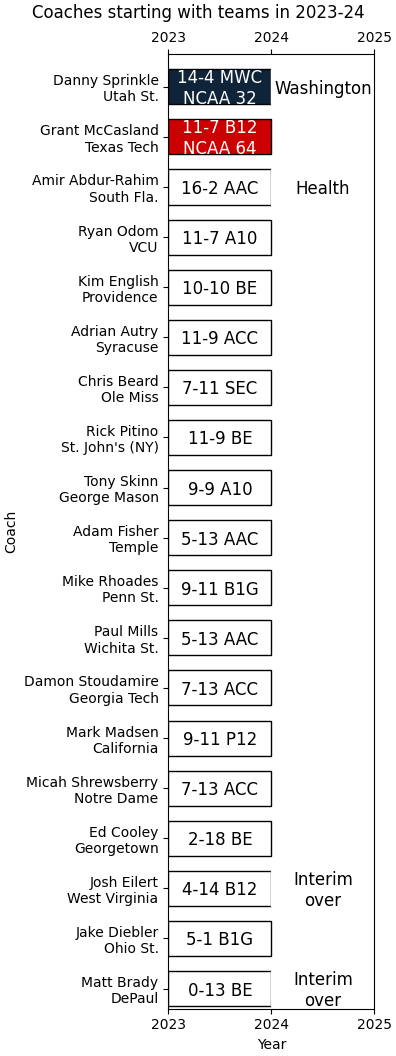 Coaches starting with teams in 2023-24
2023 2024 2025
Danny Sprinkle
Utah St.
14-4 MWC
NCAA 32
Washington
Grant McCasland
Texas Tech
11-7 B12
NCAA 64
Amir Abdur-Rahim
South Fla.
16-2 AAC
Health
Ryan Odom
VCU
11-7 A10
Kim English
Providence
10-10 BE
Adrian Autry
Syracuse
11-9 ACC
Chris Beard
Ole Miss
7-11 SEC
Rick Pitino
St. John's (NY)
11-9 BE
Tony Skinn
George Mason
9-9 A10
Adam Fisher
Temple
5-13 AAC
Mike Rhoades
Penn St.
9-11 B1G
Paul Mills
Wichita St.
5-13 AAC
Damon Stoudamire
Georgia Tech
7-13 ACC
Mark Madsen
California
9-11 P12
Micah Shrewsberry
Notre Dame
7-13 ACC
Ed Cooley
Georgetown
2-18 BE
Josh Eilert
West Virginia
4-14 B12
Interim
over
Jake Diebler
Ohio St.
5-1 B1G
Matt Brady
DePaul
0-13 BE
Interim
over
2023 2024 2025
Year
Coach